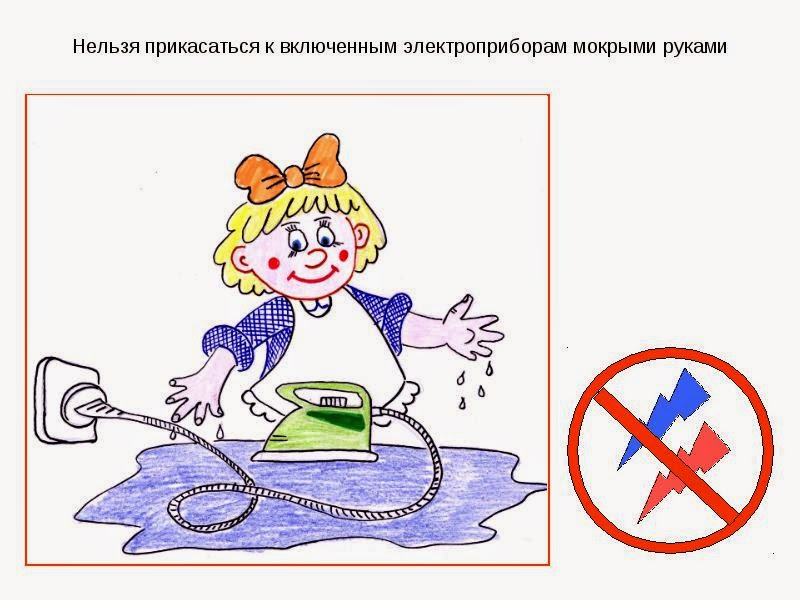 Нельзя прикасаться к включенным электроприборам мокрыми руками